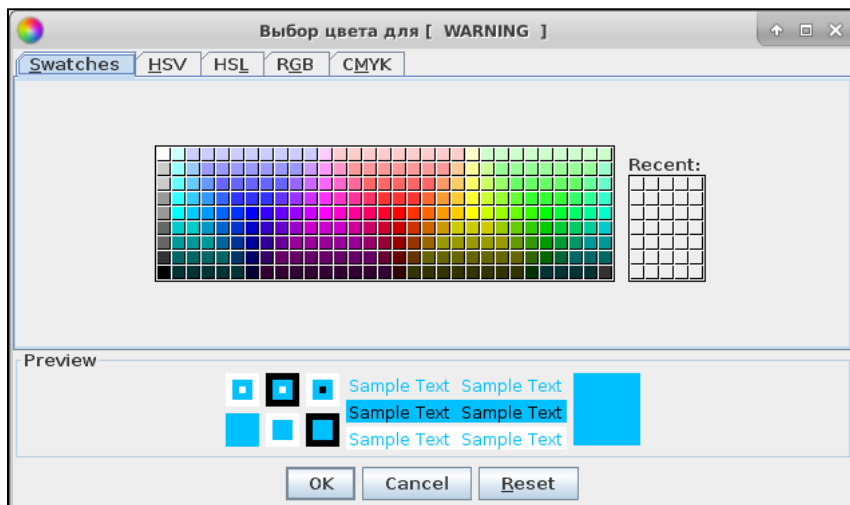 Выбор цвета для [ WARNING ]
Swatches HSV HSL RGB CMYK
Recent:
Preview
Sample Text Sample Text
Sample Text Sample Text
Sample Text Sample Text
OK Cancel Reset